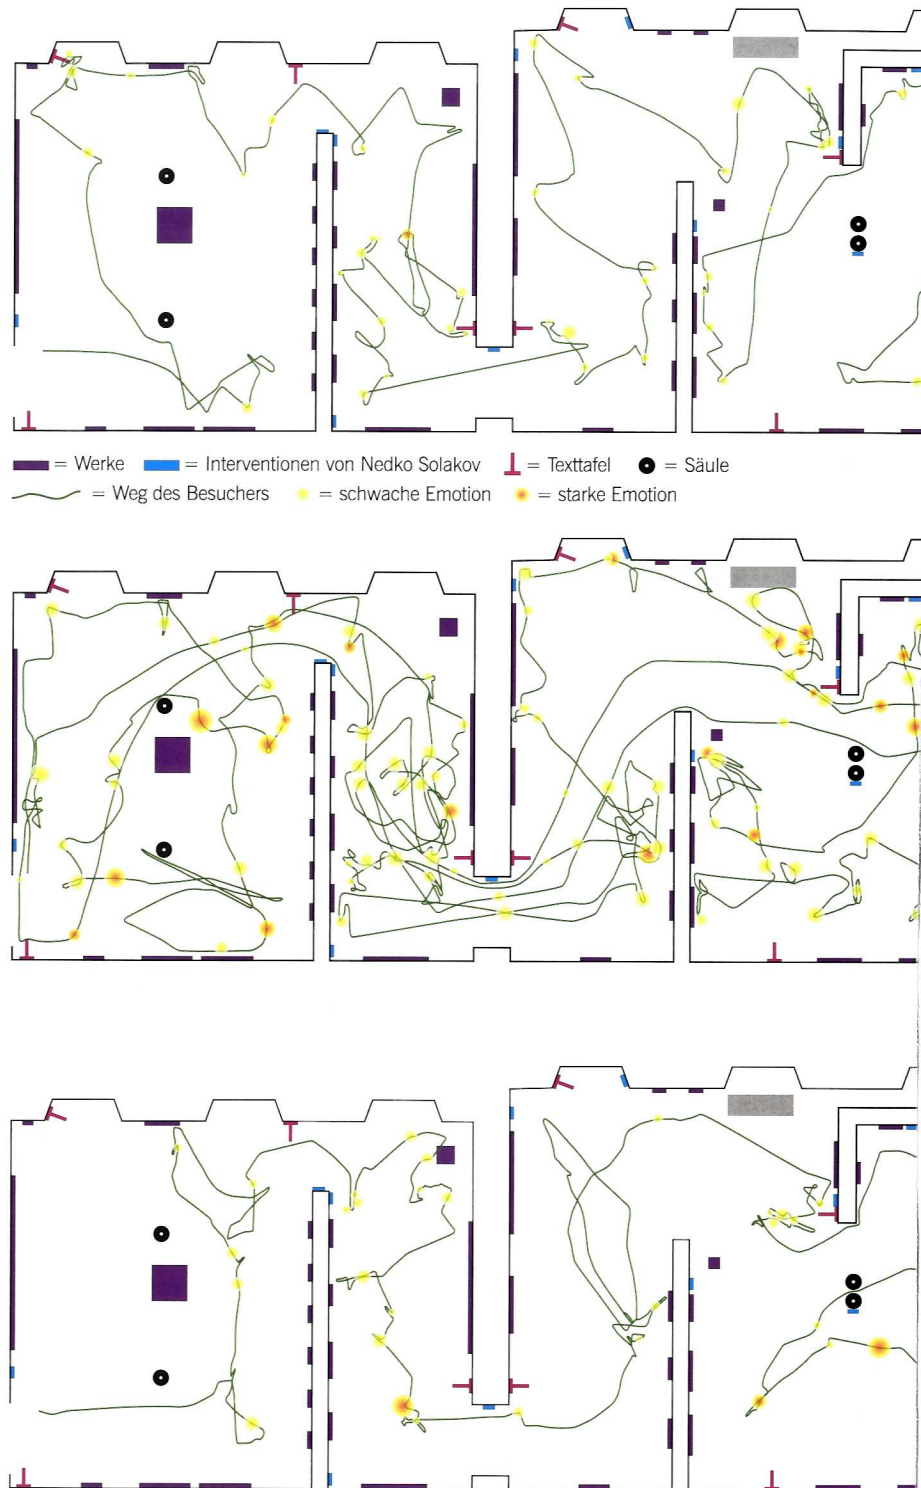 = Werke = Interventionen von Nedko Solakov = Texttafel = Säule
= Weg des Besuchers = schwache Emotion = starke Emotion